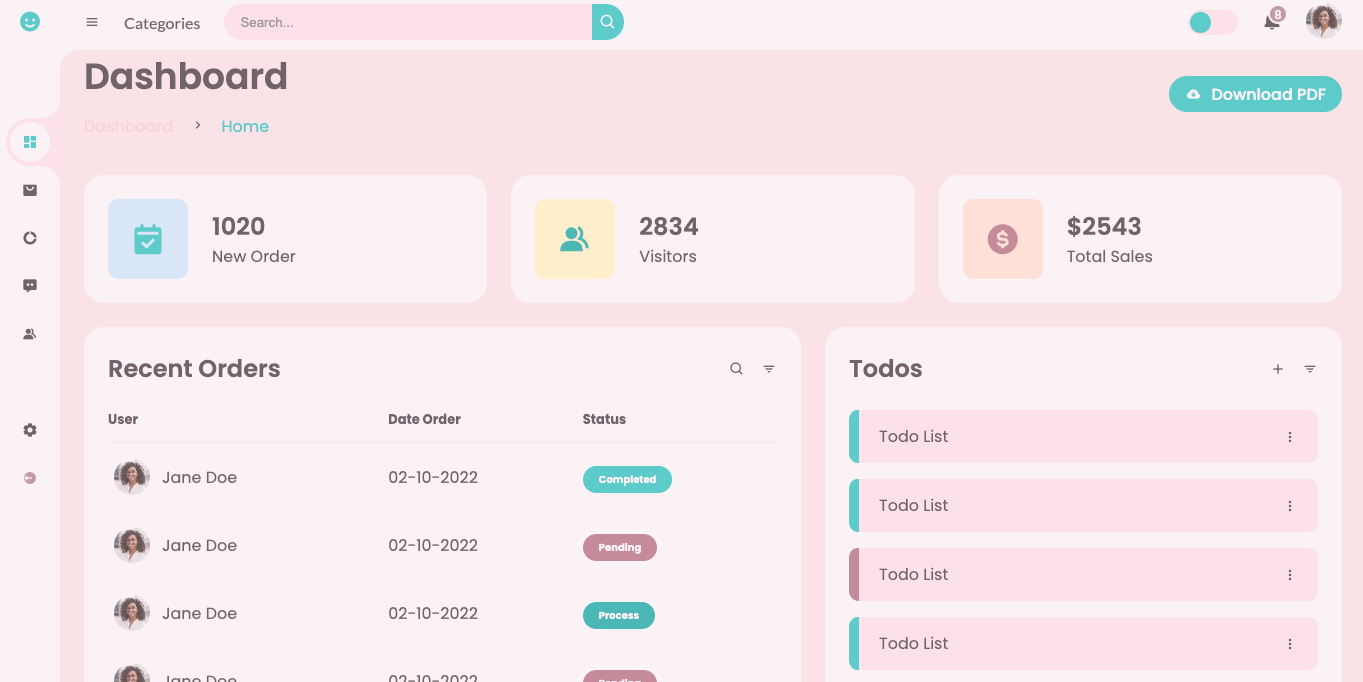 Categories
Search...
8
Dashboard
Download PDF
Dashboard
Home
1020
New Order
2834
Visitors
$2543
Total Sales
Recent Orders
User Date Order Status
Jane Doe 02-10-2022 Completed
Jane Doe 02-10-2022 Pending
Jane Doe 02-10-2022 Process
Jane Doe 02-10-2022 Pending
Todos
Todo List
Todo List
Todo List
Todo List